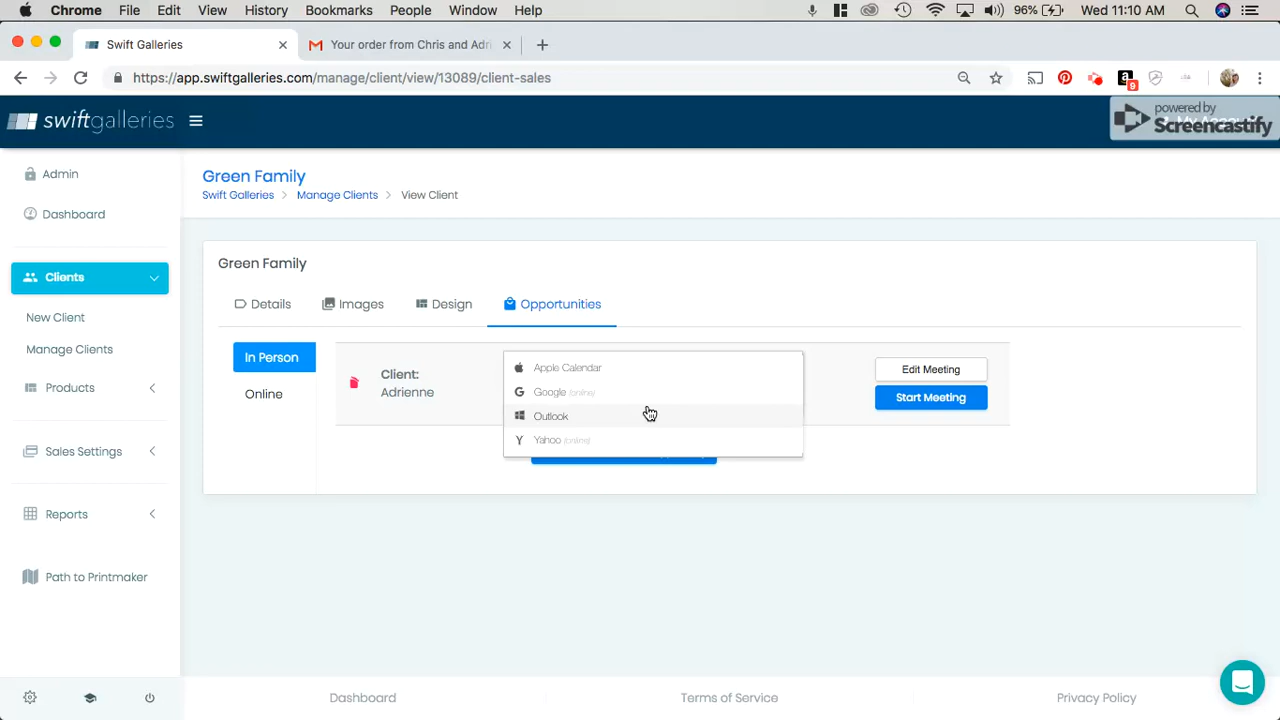 Chrome File Edit View History Bookmarks People Window Help 96% Wed 11:10 AM
Swift Galleries Your order from Chris and Adri
https://app.swiftgalleries.com/manage/client/view/13089/client-sales 9
swiftgalleries
powered by
Screencastify
Admin
Dashboard
Clients
New Client
Manage Clients
Products
Sales Settings
Reports
Path to Printmaker
Green Family
Swift Galleries > Manage Clients > View Client
Green Family
Details Images Design Opportunities
In Person
Online
Client:
Adrienne
Apple Calendar
Google (online)
Outlook
Yahoo (online)
Edit Meeting
Start Meeting
Dashboard Terms of Service Privacy Policy